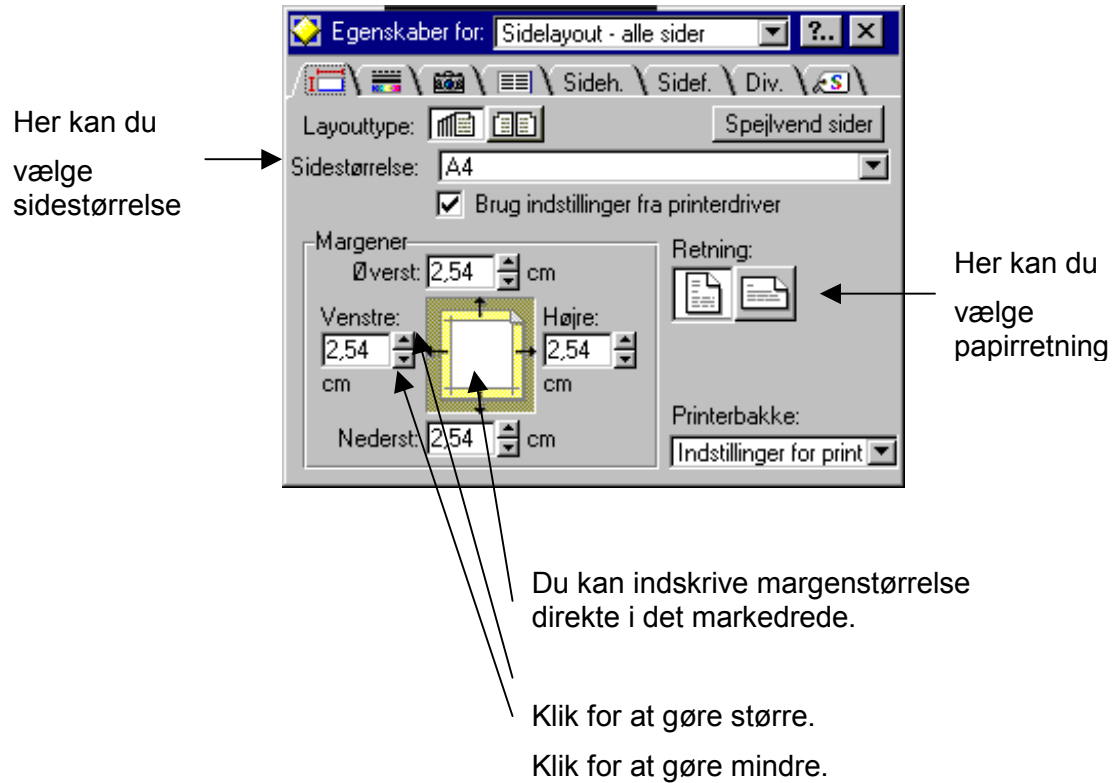 Egenskaber for: Sidelayout - alle sider ?..
Sideh. Sidef. Div. S
Layouttype: Spejlvend sider
Sidestørrelse: A4
Brug indstillinger fra printerdriver
Her kan du
vælge
sidestørrelse
Margener
Øverst: 2,54 cm
Venstre:
2,54
cm
Højre:
2,54
cm
Nederst: 2,54 cm
Retning:
Printerbakke:
Indstillinger for print
Her kan du
vælge
papirretning
Du kan indskrive margenstørrelse
direkte i det markedrede.
Klik for at gøre større.
Klik for at gøre mindre.